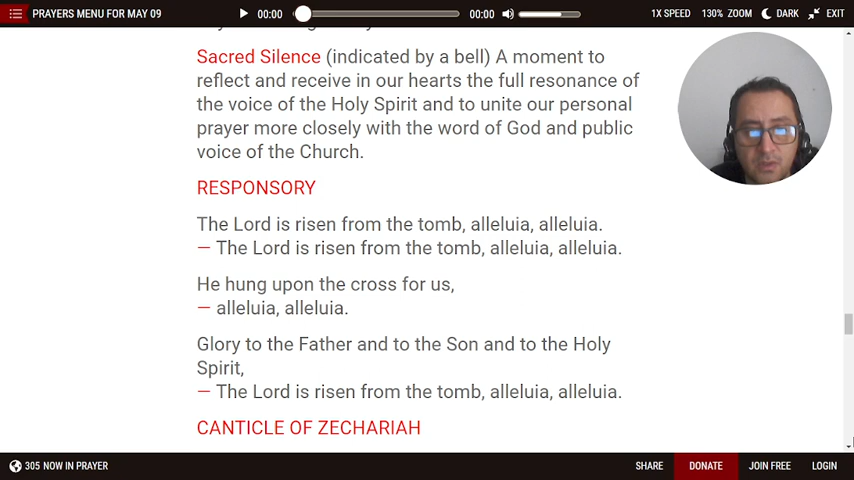 PRAYERS MENU FOR MAY 09
00:00
00:00
1X SPEED
130% ZOOM
DARK
EXIT
Sacred Silence (indicated by a bell) A moment to
reflect and receive in our hearts the full resonance of
the voice of the Holy Spirit and to unite our personal
prayer more closely with the word of God and public
voice of the Church.
RESPONSORY
The Lord is risen from the tomb, alleluia, alleluia.
— The Lord is risen from the tomb, alleluia, alleluia.
He hung upon the cross for us,
— alleluia, alleluia.
Glory to the Father and to the Son and to the Holy
Spirit,
— The Lord is risen from the tomb, alleluia, alleluia.
CANTICLE OF ZECHARIAH
305 NOW IN PRAYER
SHARE
DONATE
JOIN FREE
LOGIN